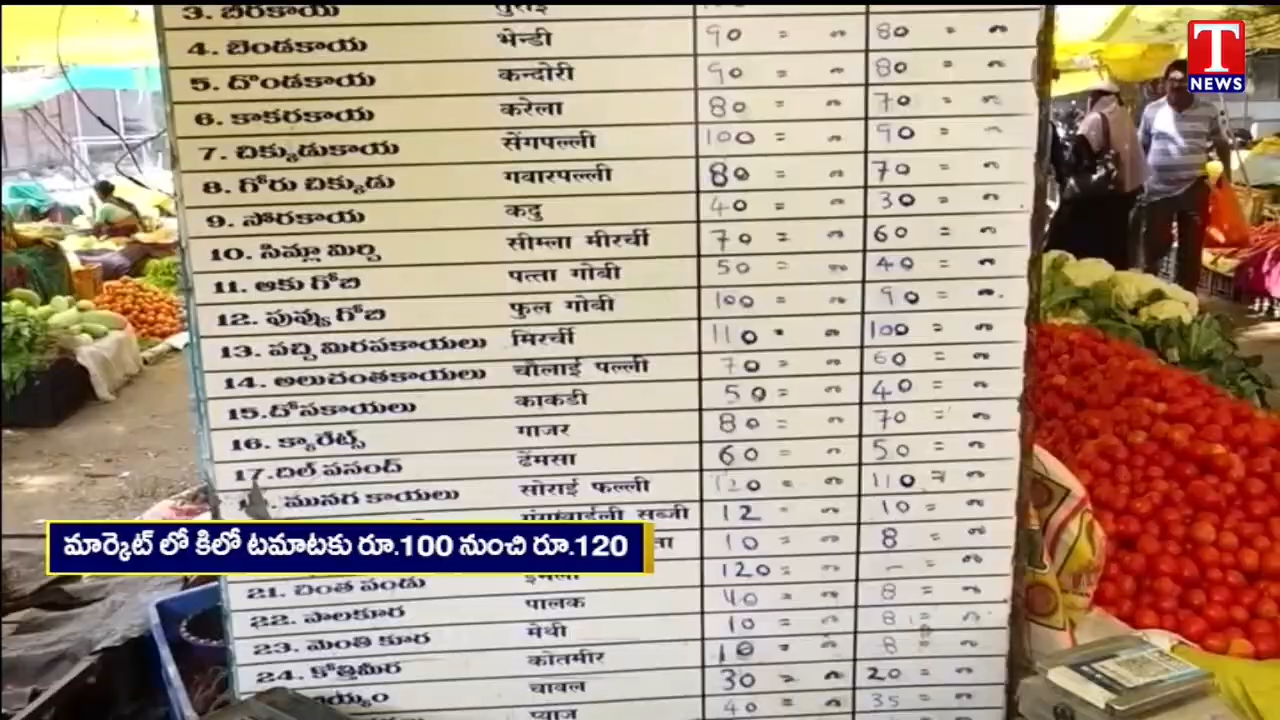 T
NEWS
3. బీరకాయ तुराई
4. బెండకాయ भेन्डी 90 = ~ 80 = ~
5. దొండకాయ कन्दोरी 90 = ~ 80 = ~
6. కాకరకాయ करेला 80 = ~ 70 = ~
7. చిక్కుడుకాయ सेंगपल्ली 100 = ~ 90 = ~
8. గోరు చిక్కుడు गवारपल्ली 80 = ~ 70 = ~
9. సోరకాయ कदु 40 = ~ 30 = ~
10. సిమ్లా మిర్చి सीम्ला मीरर्ची 70 = ~ 60 = ~
11. ఆకు గోబి पत्ता गोबी 50 = ~ 40 = ~
12. పువ్వు గోబి फुल गोबी 100 = ~ 90 = ~
13. పచ్చి మిరపకాయలు मिरर्ची 110 = ~ 100 = ~
14. అలుచంతకాయలు चौलाई पल्ली 70 = ~ 60 = ~
15.దోసకాయలు काकडी 50 = ~ 40 = ~
16. క్యారేట్స్ गाजर 80 = ~ 70 = ~
17.దిల్ పసంద్ ढेमसा 60 = ~ 50 = ~
మునగ కాయలు सोराई फल्ली 120 = ~ 110 = ~
सब्जी 12 = ~ 10 = ~
10 = ~ 8 = ~
మార్కెట్ లో కిలో టమాటకు రూ.100 నుంచి రూ.120
21. చింత పండు 120 = ~ - = ~
22. పాలకూర पालक 40 = ~ 8 = ~
23. మెంతి కూర मेथी 10 = ~ 8 = ~
24. కోత్తిమీర कोतमीर 10 = ~ 8 = ~
चावल 30 = ~ 20 = ~
प्याज 40 = ~ 35 = ~